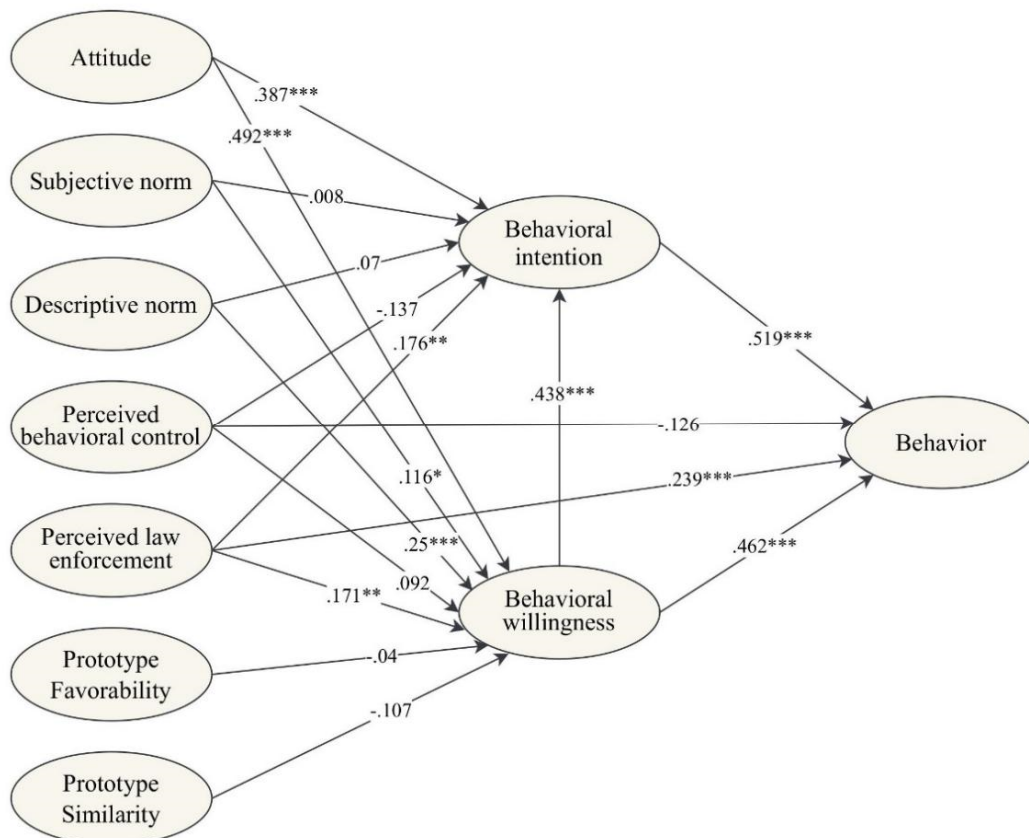 Attitude
.387***
.492***
Subjective norm
.008
Behavioral
intention
.07
Descriptive norm
-.137
.176**
.519***
.438***
Perceived
behavioral control
-.126
Behavior
.116*
.239***
Perceived law
enforcement
.25***
.462***
.092
.171**
Behavioral
willingness
Prototype
Favorability
-.04
-.107
Prototype
Similarity